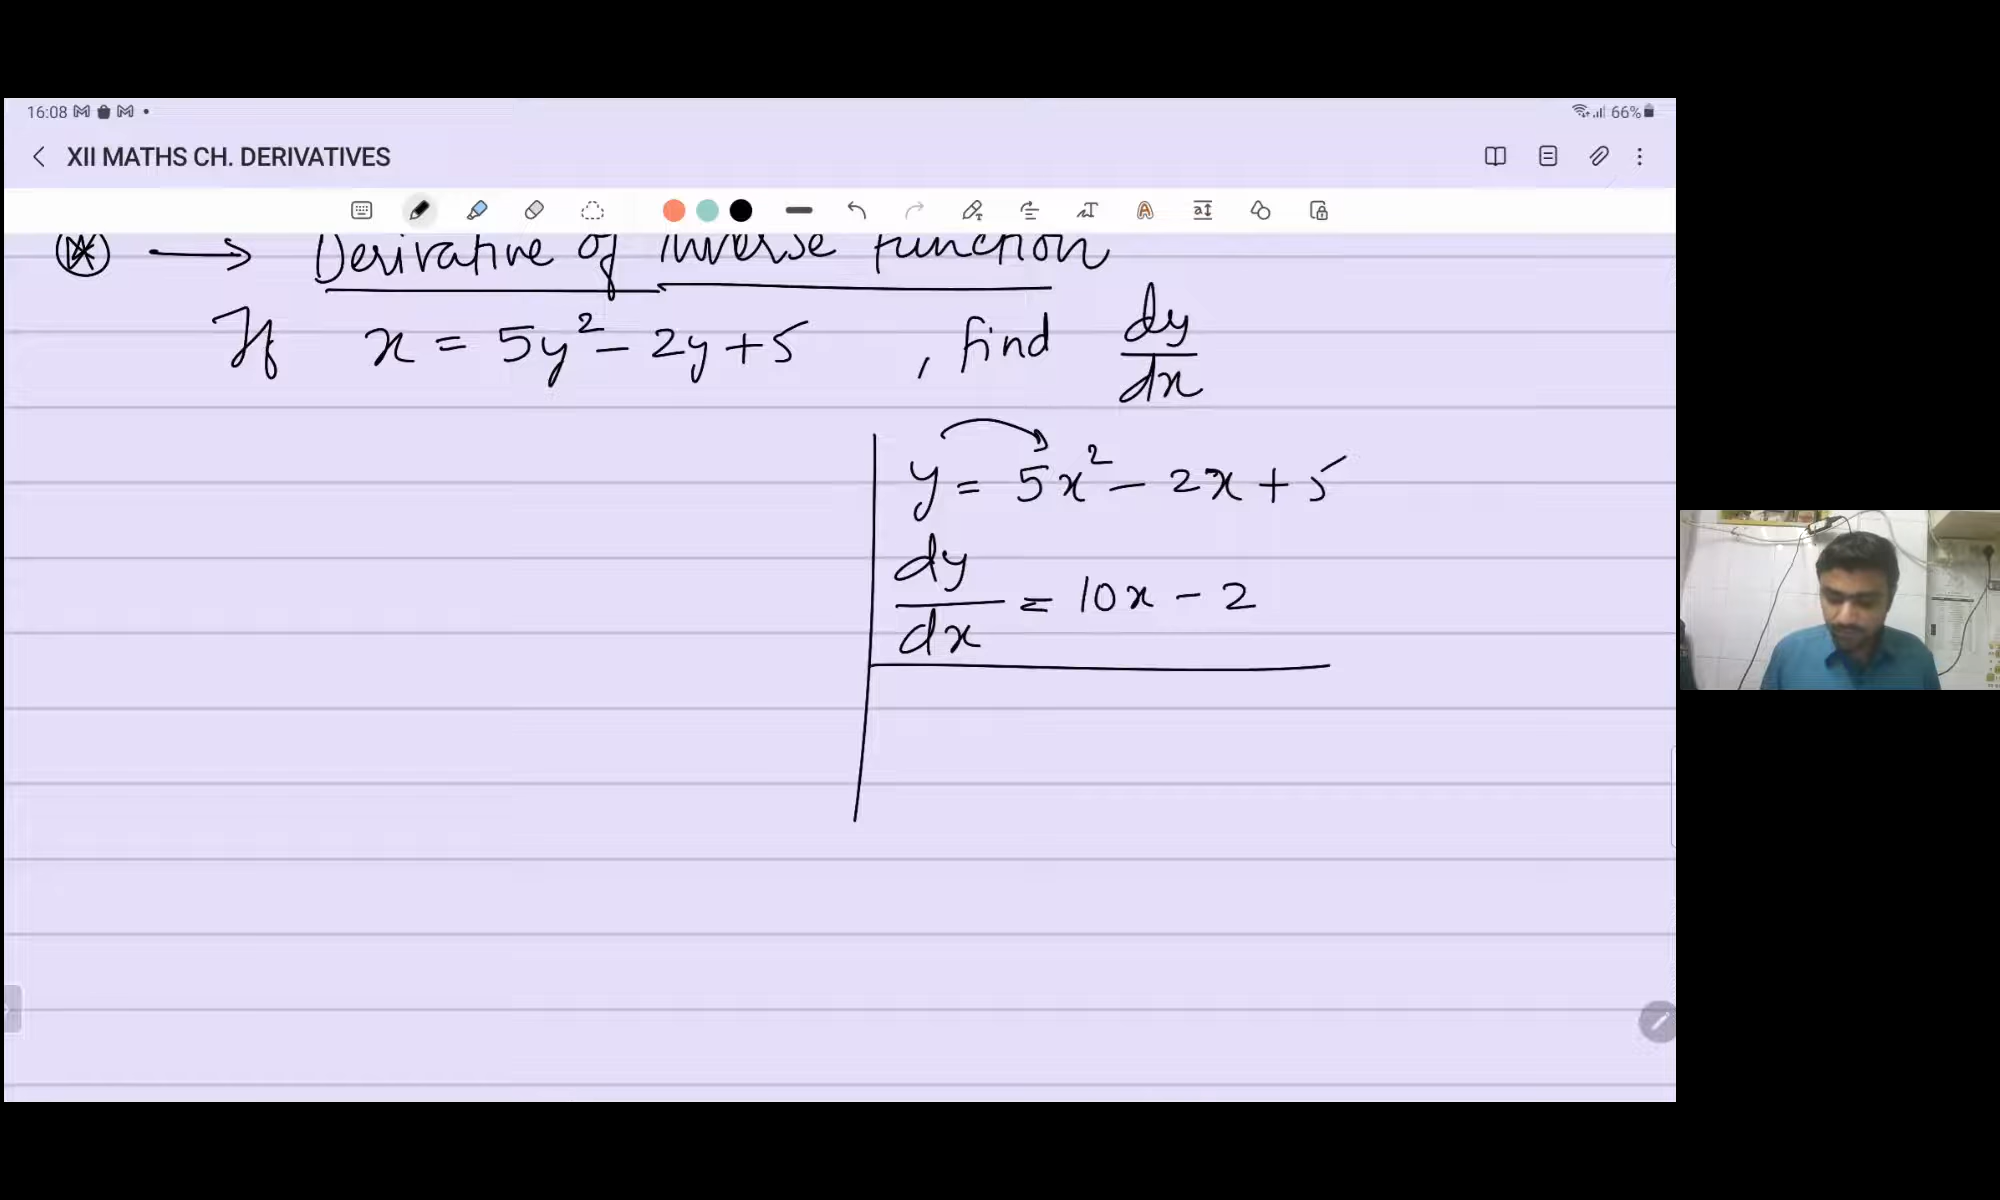 16:08
66%
XII MATHS CH. DERIVATIVES
Derivative of inverse function
If x = 5y² - 2y + 5 , find dy/dx
y = 5x² - 2x + 5
dy/dx = 10x - 2